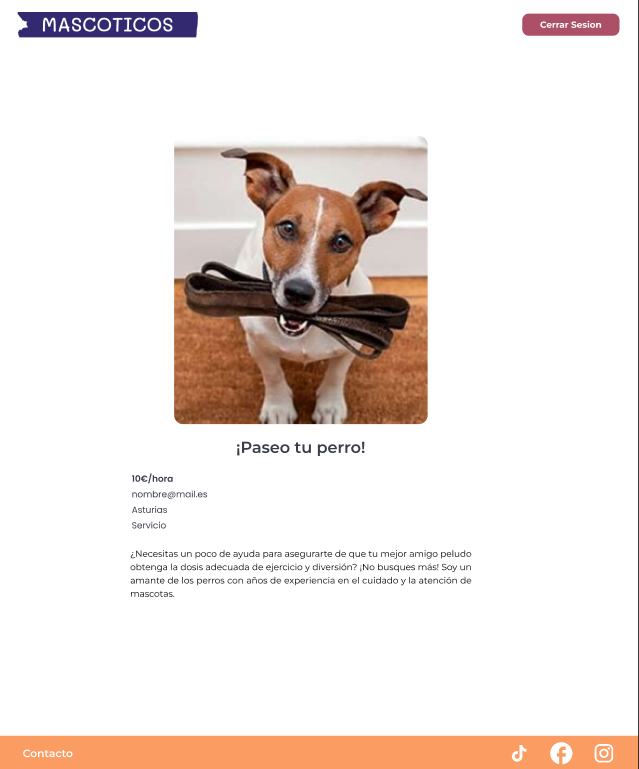 MASCOTICOS
Cerrar Sesion
¡Paseo tu perro!
10€/hora
nombre@mail.es
Asturias
Servicio
¿Necesitas un poco de ayuda para asegurarte de que tu mejor amigo peludo
obtenga la dosis adecuada de ejercicio y diversión? ¡No busques más! Soy un
amante de los perros con años de experiencia en el cuidado y la atención de
mascotas.
Contacto